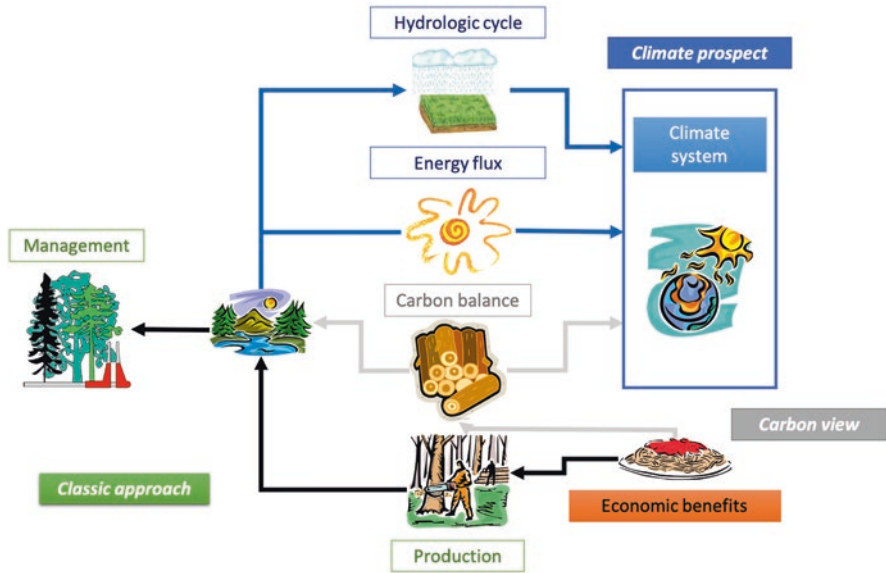 Hydrologic cycle
Climate prospect
Climate
system
Energy flux
Management
Carbon balance
Carbon view
Classic approach
Economic benefits
Production